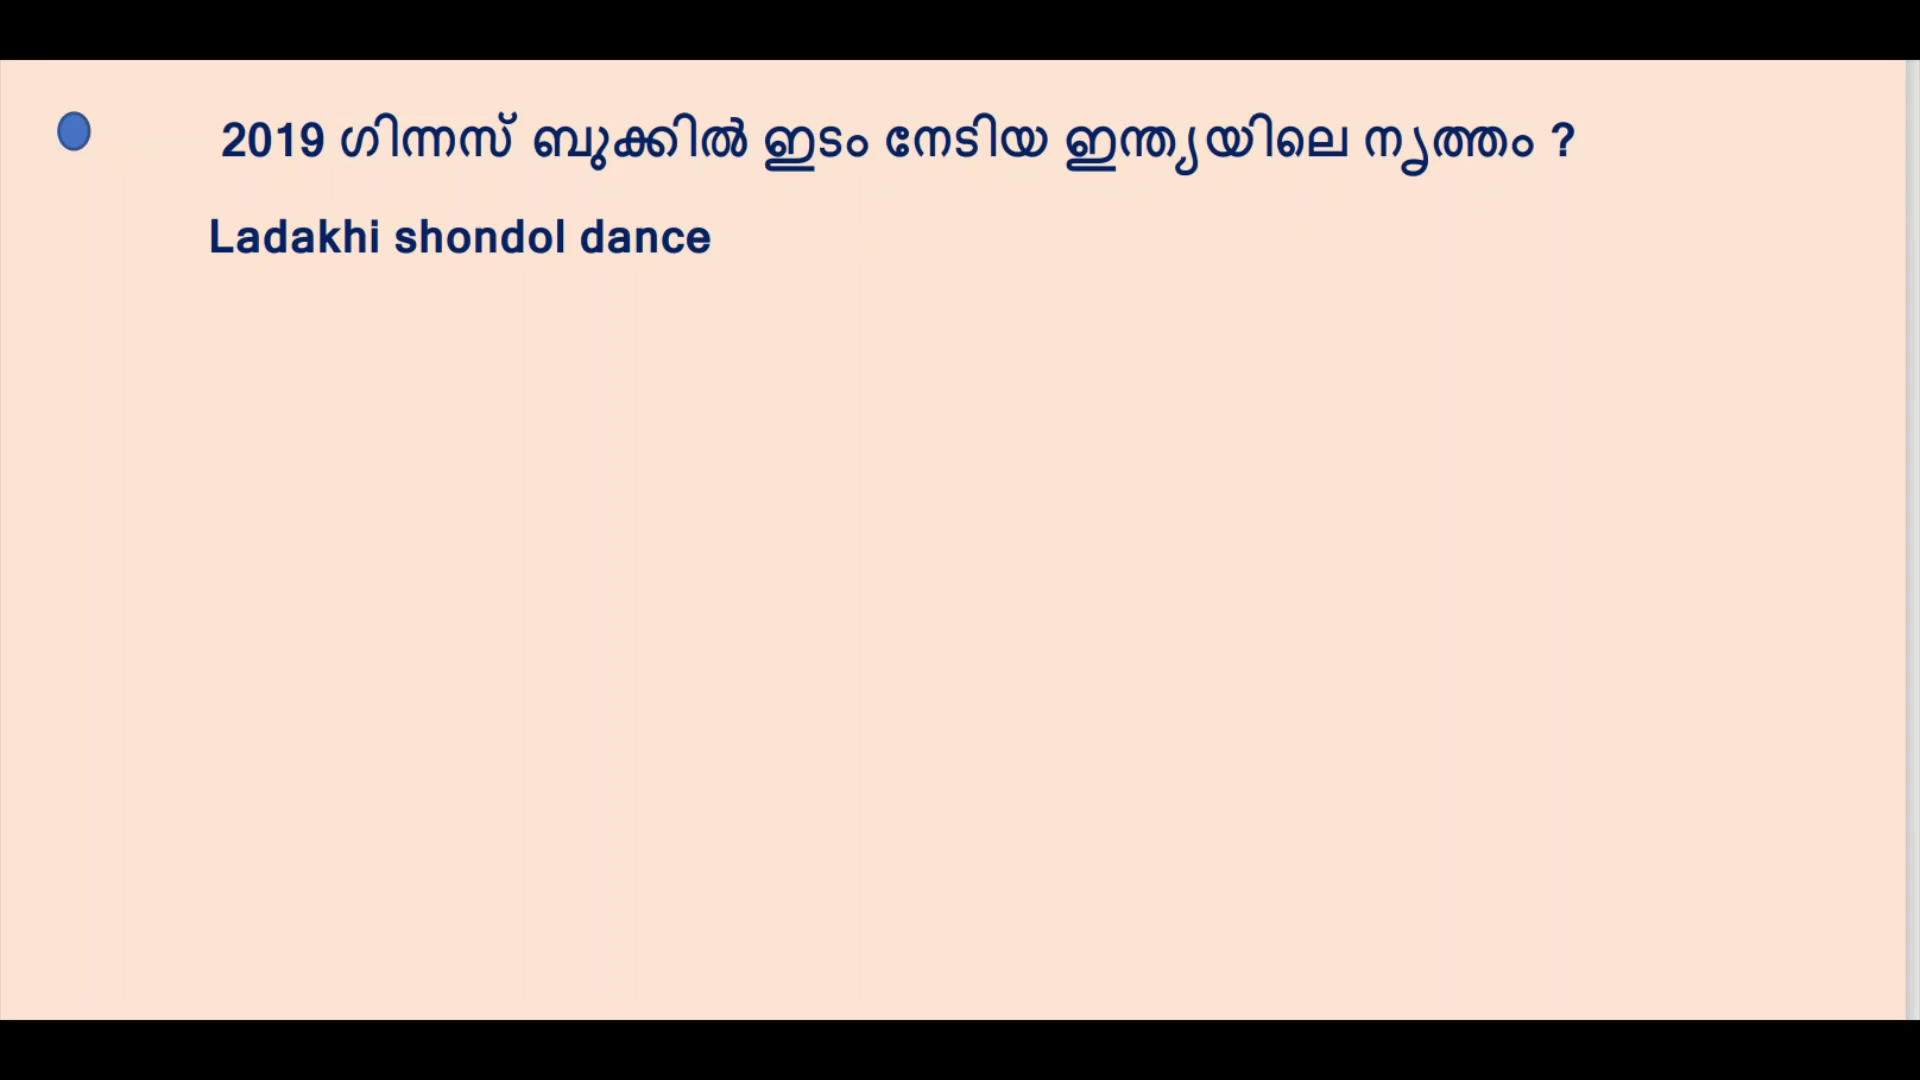 2019 ഗിന്നസ് ബുക്കിൽ ഇടം നേടിയ ഇന്ത്യയിലെ നൃത്തം ?
Ladakhi shondol dance